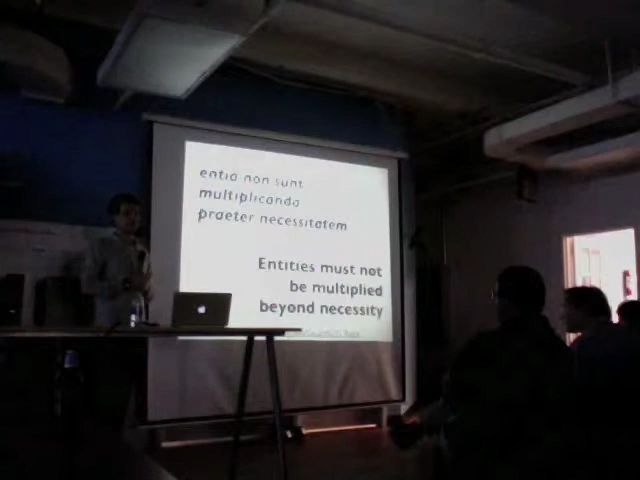 entia non sunt
multiplicanda
praeter necessitatem
Entities must not
be multiplied
beyond necessity